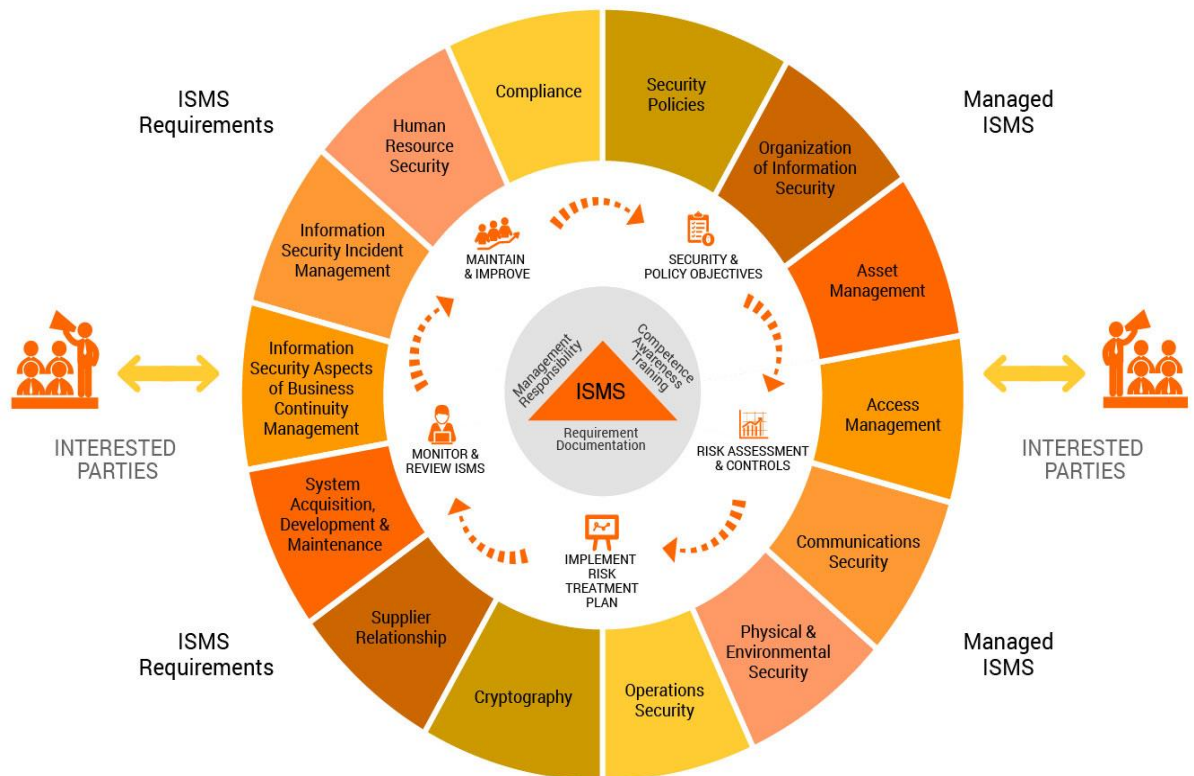 ISMS
Requirements
Managed
ISMS
Compliance
Security
Policies
Organization
of Information
Security
Asset
Management
Access
Management
Communications
Security
Physical &
Environmental
Security
Operations
Security
Cryptography
Supplier
Relationship
System
Acquisition,
Development &
Maintenance
Information
Security Aspects
of Business
Continuity
Management
Information
Security Incident
Management
Human
Resource
Security
MAINTAIN
& IMPROVE
SECURITY &
POLICY OBJECTIVES
RISK ASSESSMENT
& CONTROLS
IMPLEMENT
RISK
TREATMENT
PLAN
MONITOR &
REVIEW ISMS
Management
Responsibility
Competence
Awareness
Training
ISMS
Requirement
Documentation
INTERESTED
PARTIES
INTERESTED
PARTIES
ISMS
Requirements
Managed
ISMS